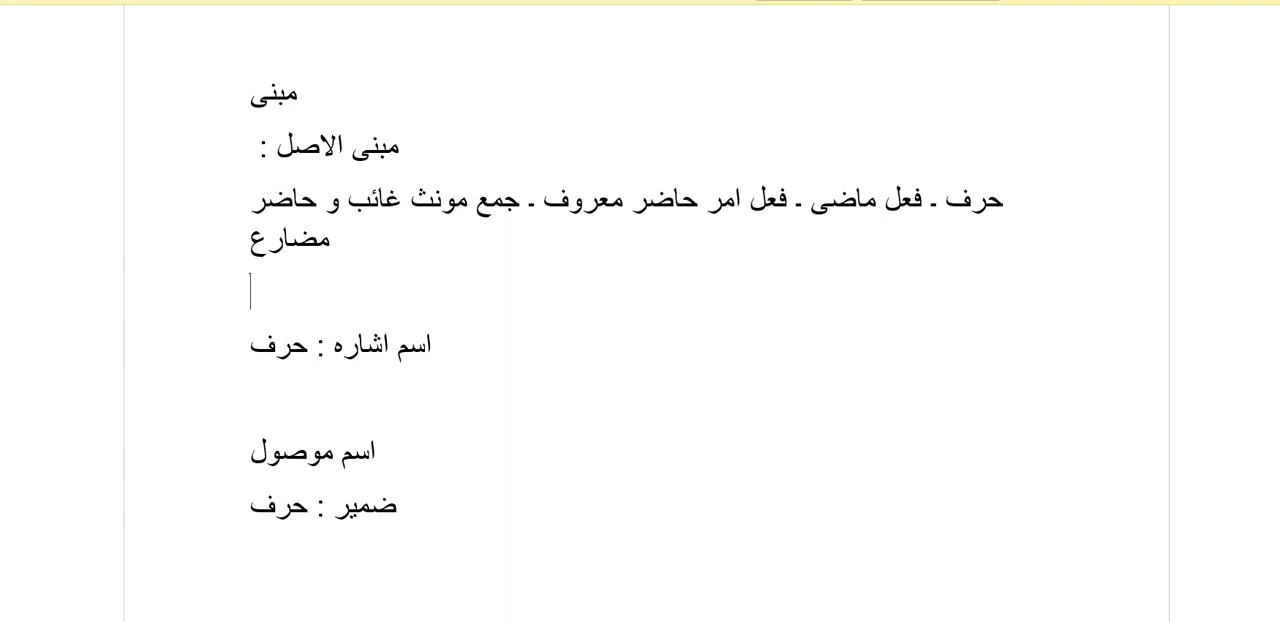 مبنی
مبنی الاصل :
حرف ـ فعل ماضی ـ فعل امر حاضر معروف ـ جمع مونث غائب و حاضر
مضارع
اسم اشاره : حرف
اسم موصول
ضمیر : حرف